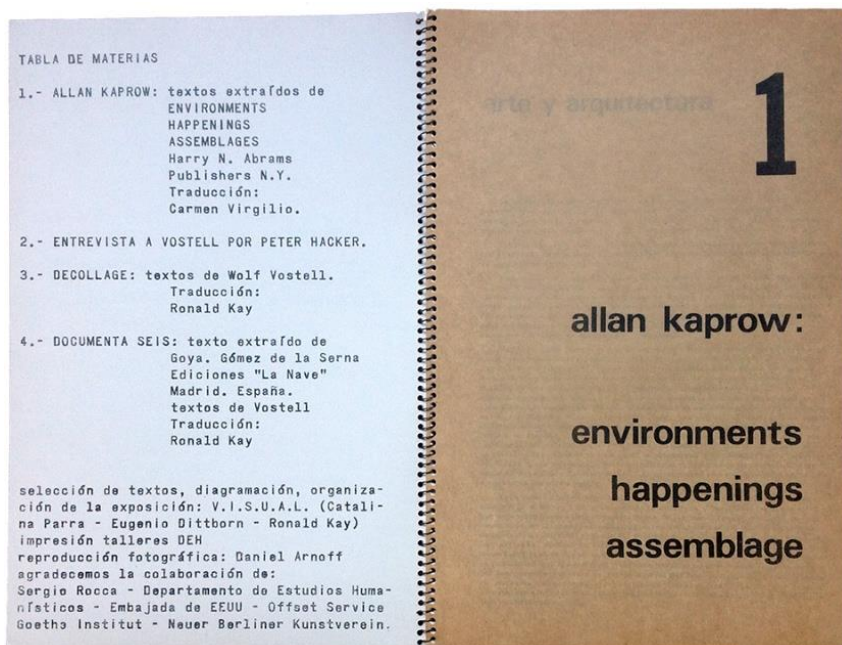 TABLA DE MATERIAS
1.- ALLAN KAPROW: textos extraídos de
ENVIRONMENTS
HAPPENINGS
ASSEMBLAGES
Harry N. Abrams
Publishers N.Y.
Traducción:
Carmen Virgilio.
2.- ENTREVISTA A VOSTELL POR PETER HACKER.
3.- DECOLLAGE: textos de Wolf Vostell.
Traducción:
Ronald Kay
4.- DOCUMENTA SEIS: texto extraído de
Goya. Gómez de la Serna
Ediciones "La Nave"
Madrid. España.
textos de Vostell
Traducción:
Ronald Kay
selección de textos, diagramación, organiza-
ción de la exposición: V.I.S.U.A.L. (Catali-
na Parra - Eugenio Dittborn - Ronald Kay)
impresión talleres DEH
reproducción fotográfica: Daniel Arnoff
agradecemos la colaboración de:
Sergio Rocca - Departamento de Estudios Huma-
nísticos - Embajada de EEUU - Offset Service
Goethe Institut - Neuer Berliner Kunstverein.
arte y arquitectura
1
allan kaprow:
environments
happenings
assemblage